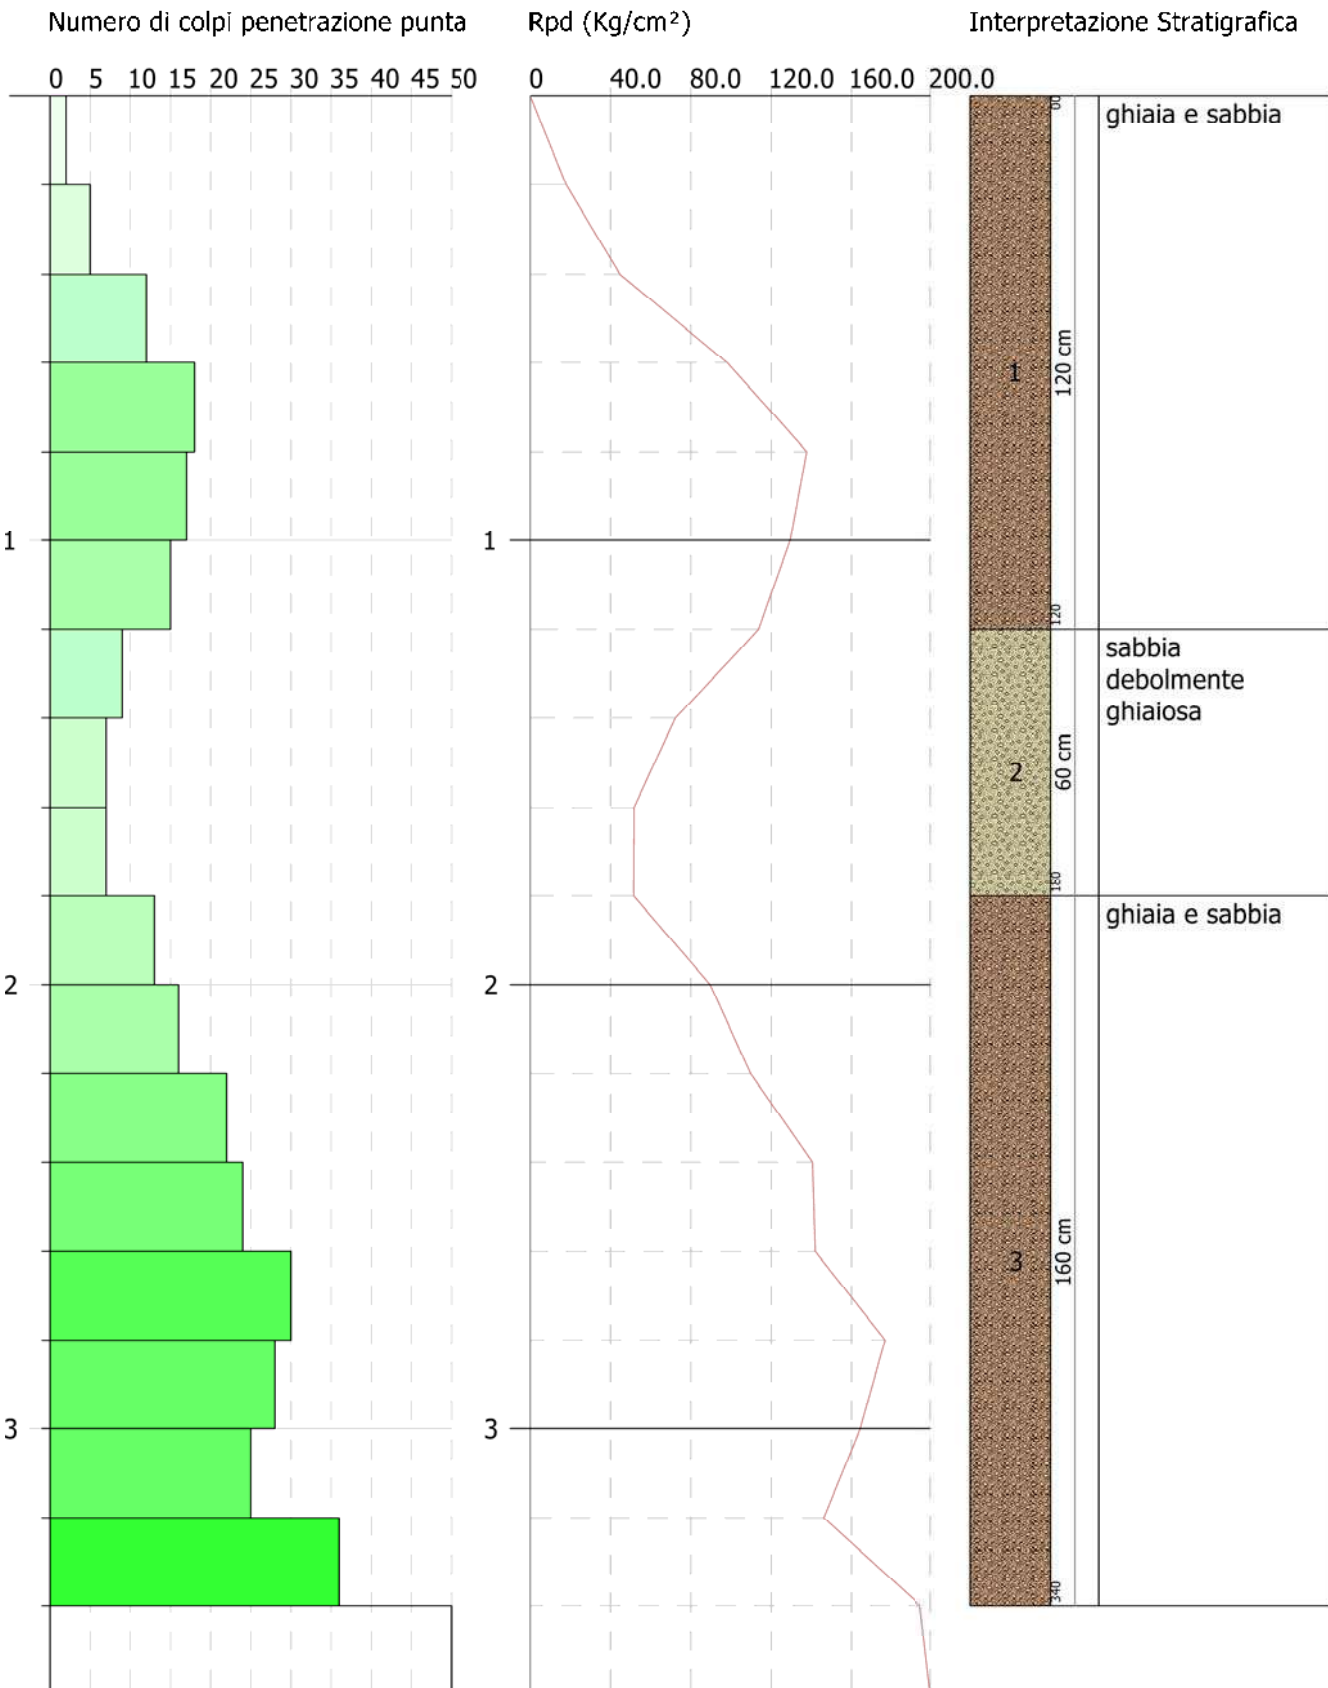 Numero di colpi penetrazione punta
Rpd (Kg/cm²)
Interpretazione Stratigrafica
0 5 10 15 20 25 30 35 40 45 50
0 40.0 80.0 120.0 160.0 200.0
1
2
3
1
2
3
ghiaia e sabbia
1
120 cm
120
sabbia
debolmente
ghiaiosa
2
60 cm
180
ghiaia e sabbia
3
160 cm
340